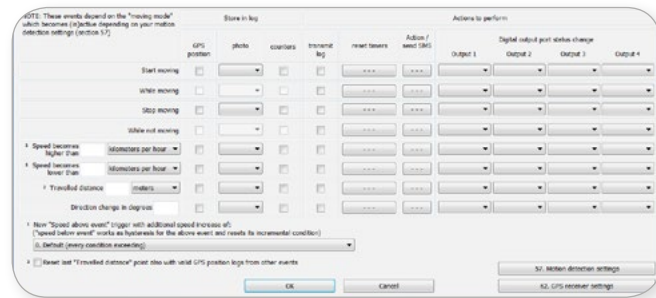 NOTE: These events depend on the "moving mode"
which becomes (in)active depending on your motion
detection settings (section 57)
Store in log
Actions to perform
GPS position
photo
counters
transmit log
reset timers
Action / send SMS
Digital output port status change
Output 1
Output 2
Output 3
Output 4
Start moving
While moving
Stop moving
While not moving
¹ Speed becomes higher than
kilometers per hour
² Speed becomes lower than
kilometers per hour
³ Travelled distance
meters
Direction change in degrees
¹ New "Speed above event" trigger with additional speed increase of:
("speed below event" works as hysteresis for the above event and resets its incremental condition)
0. Default (every condition exceeding)
Reset last "Travelled distance" point also with valid GPS position logs from other events
57. Motion detection settings
OK
Cancel
62. GPS receiver settings